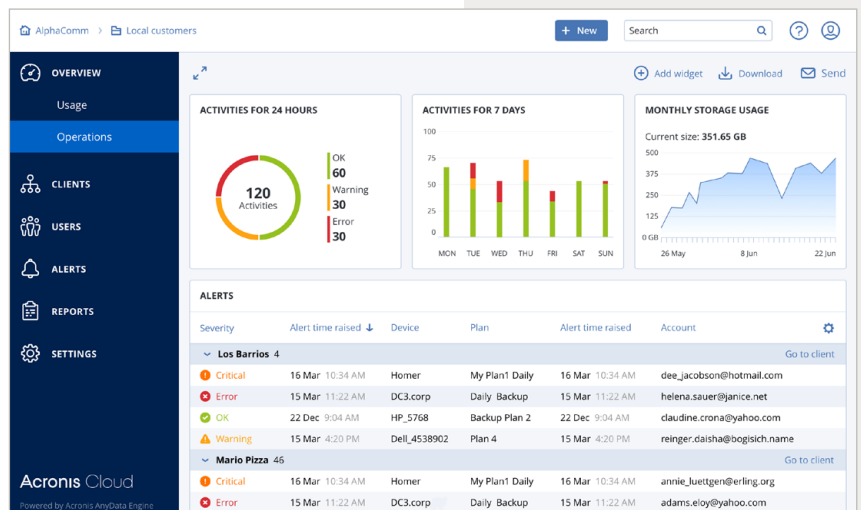 AlphaComm > Local customers
+ New
Search
OVERVIEW
Usage
Operations
CLIENTS
USERS
ALERTS
REPORTS
SETTINGS
Acronis Cloud
Powered by Acronis AnyData Engine
Add widget
Download
Send
ACTIVITIES FOR 24 HOURS
120
Activities
OK
60
Warning
30
Error
30
ACTIVITIES FOR 7 DAYS
100
75
50
25
0
MON TUE WED THU FRI SAT SUN
MONTHLY STORAGE USAGE
Current size: 351.65 GB
500
375
250
125
0 GB
26 May 8 Jun 22 Jun
ALERTS
Severity Alert time raised ↓ Device Plan Alert time raised Account
Los Barrios 4 Go to client
Critical 16 Mar 10:34 AM Homer My Plan1 Daily 16 Mar 10:34 AM dee_jacobson@hotmail.com
Error 15 Mar 11:22 AM DC3.corp Daily Backup 15 Mar 11:22 AM helena.sauer@janice.net
OK 22 Dec 9:04 AM HP_5768 Backup Plan 2 22 Dec 9:04 AM claudine.crona@yahoo.com
Warning 15 Mar 4:20 PM Dell_4538902 Plan 4 15 Mar 4:20 PM reinger.daisha@bogisich.name
Mario Pizza 46 Go to client
Critical 16 Mar 10:34 AM Homer My Plan1 Daily 16 Mar 10:34 AM annie_luettgen@erling.org
Error 15 Mar 11:22 AM DC3.corp Daily Backup 15 Mar 11:22 AM adams.eloy@yahoo.com